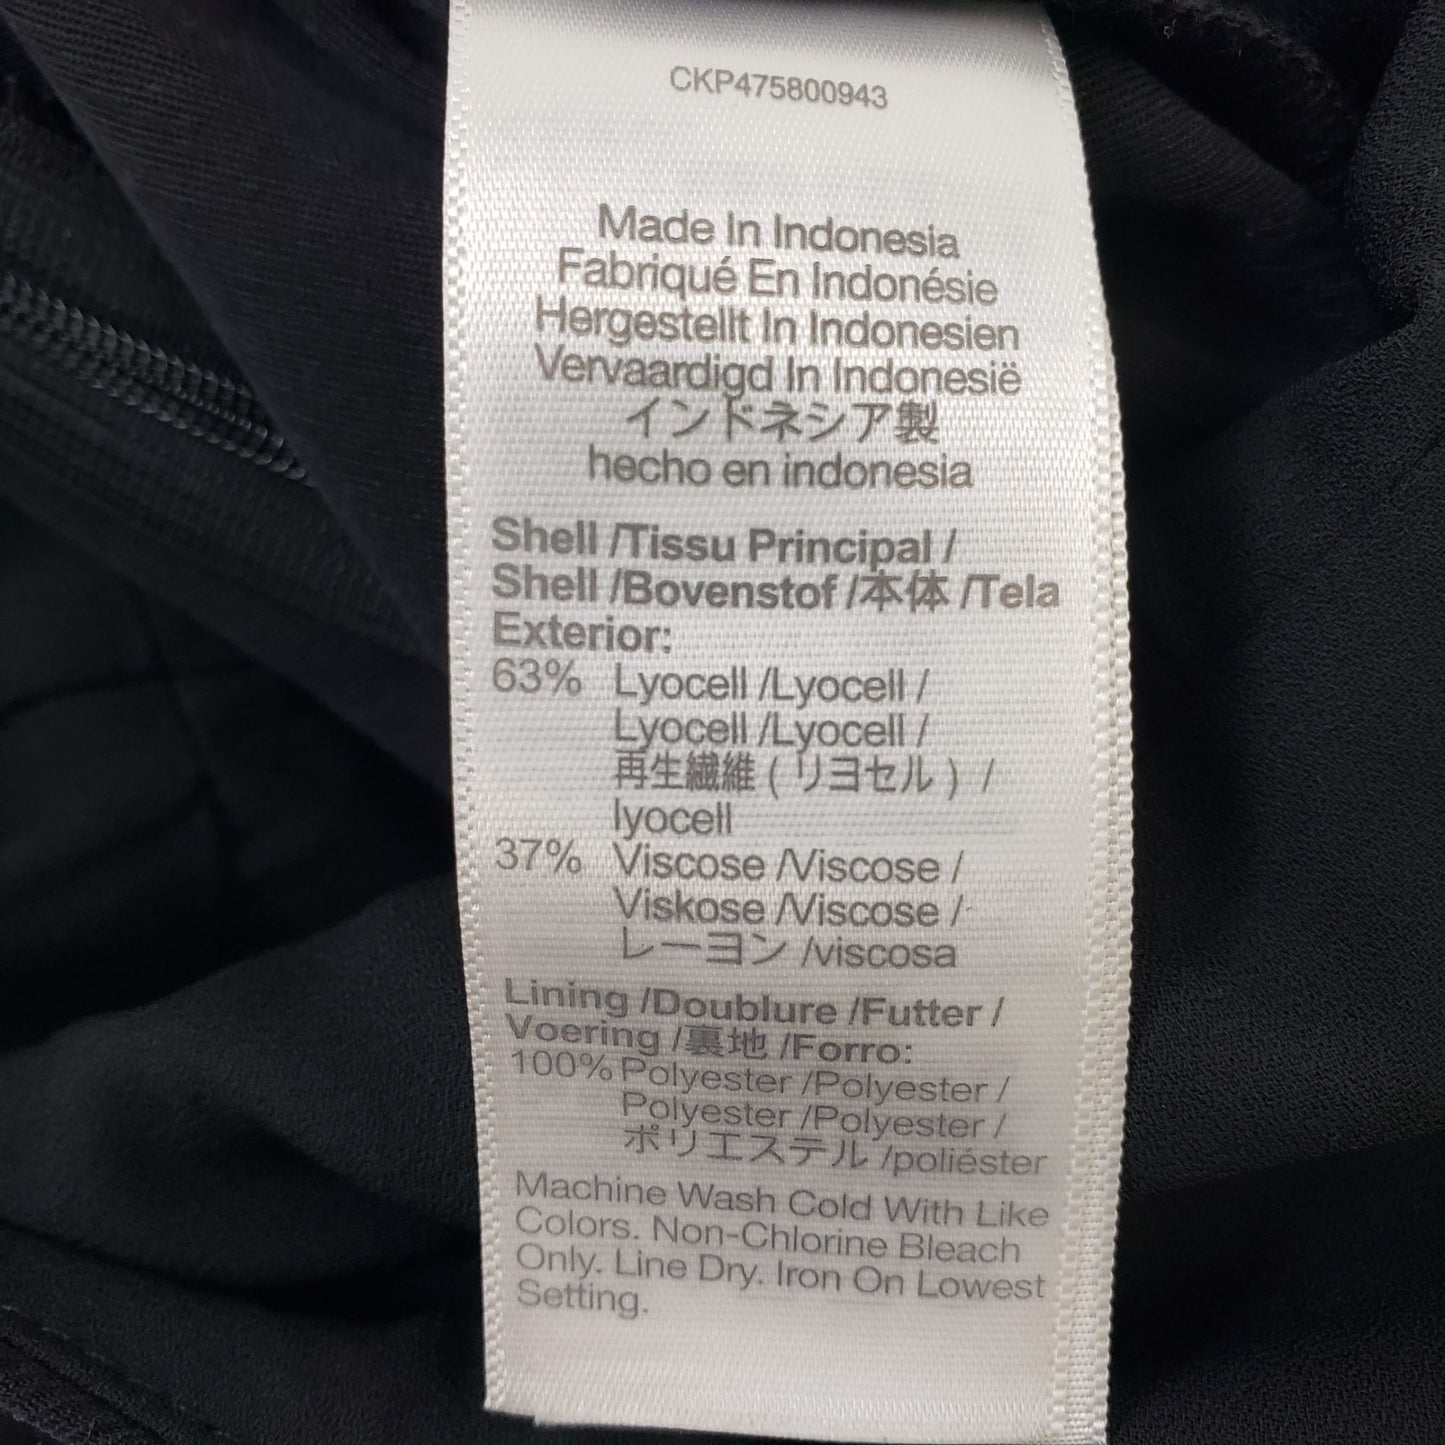 CKP475800943
Made In Indonesia
Fabriqué En Indonésie
Hergestellt In Indonesien
Vervaardigd In Indonesië
インドネシア製
hecho en indonesia
Shell /Tissu Principal /
Shell /Bovenstof /本体 /Tela
Exterior:
63% Lyocell /Lyocell /
Lyocell /Lyocell /
再生繊維 ( リヨセル ) /
lyocell
37% Viscose /Viscose /
Viskose /Viscose /
レーヨン /viscosa
Lining /Doublure /Futter /
Voering /裏地 /Forro:
100% Polyester /Polyester /
Polyester /Polyester /
ポリエステル /poliéster
Machine Wash Cold With Like
Colors. Non-Chlorine Bleach
Only. Line Dry. Iron On Lowest
Setting.